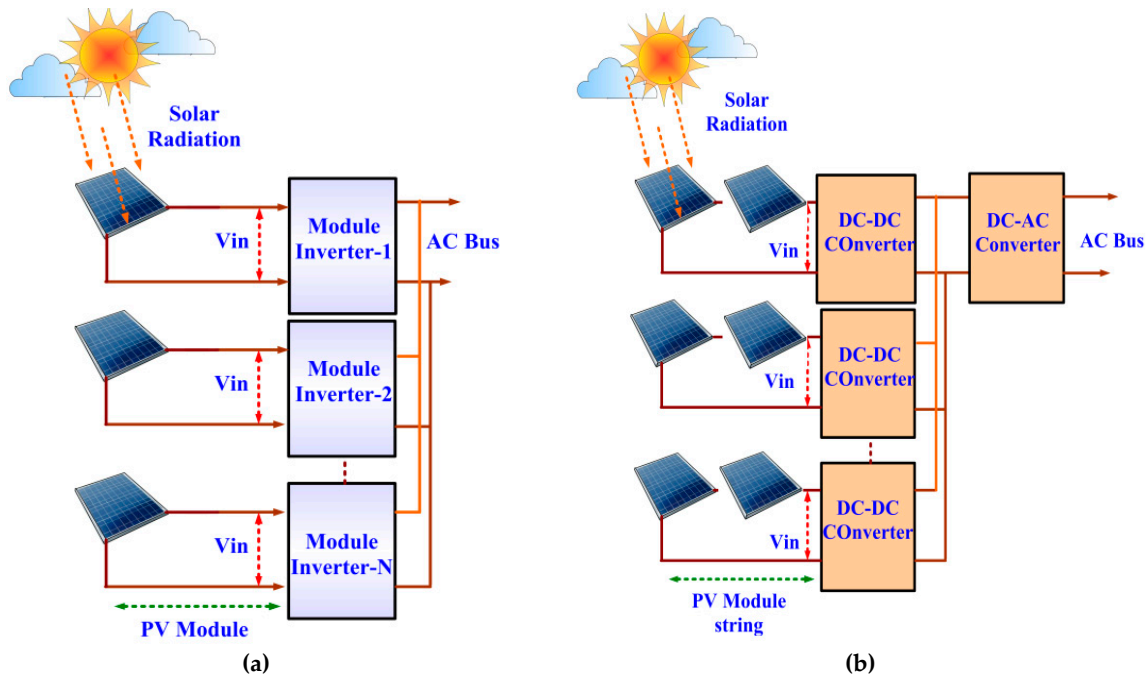 Solar
Radiation
Vin
Module
Inverter-1
AC Bus
Vin
Module
Inverter-2
Vin
Module
Inverter-N
PV Module
(a)
Solar
Radiation
Vin
DC-DC
COnverter
DC-AC
Converter
AC Bus
Vin
DC-DC
COnverter
Vin
DC-DC
COnverter
PV Module
string
(b)